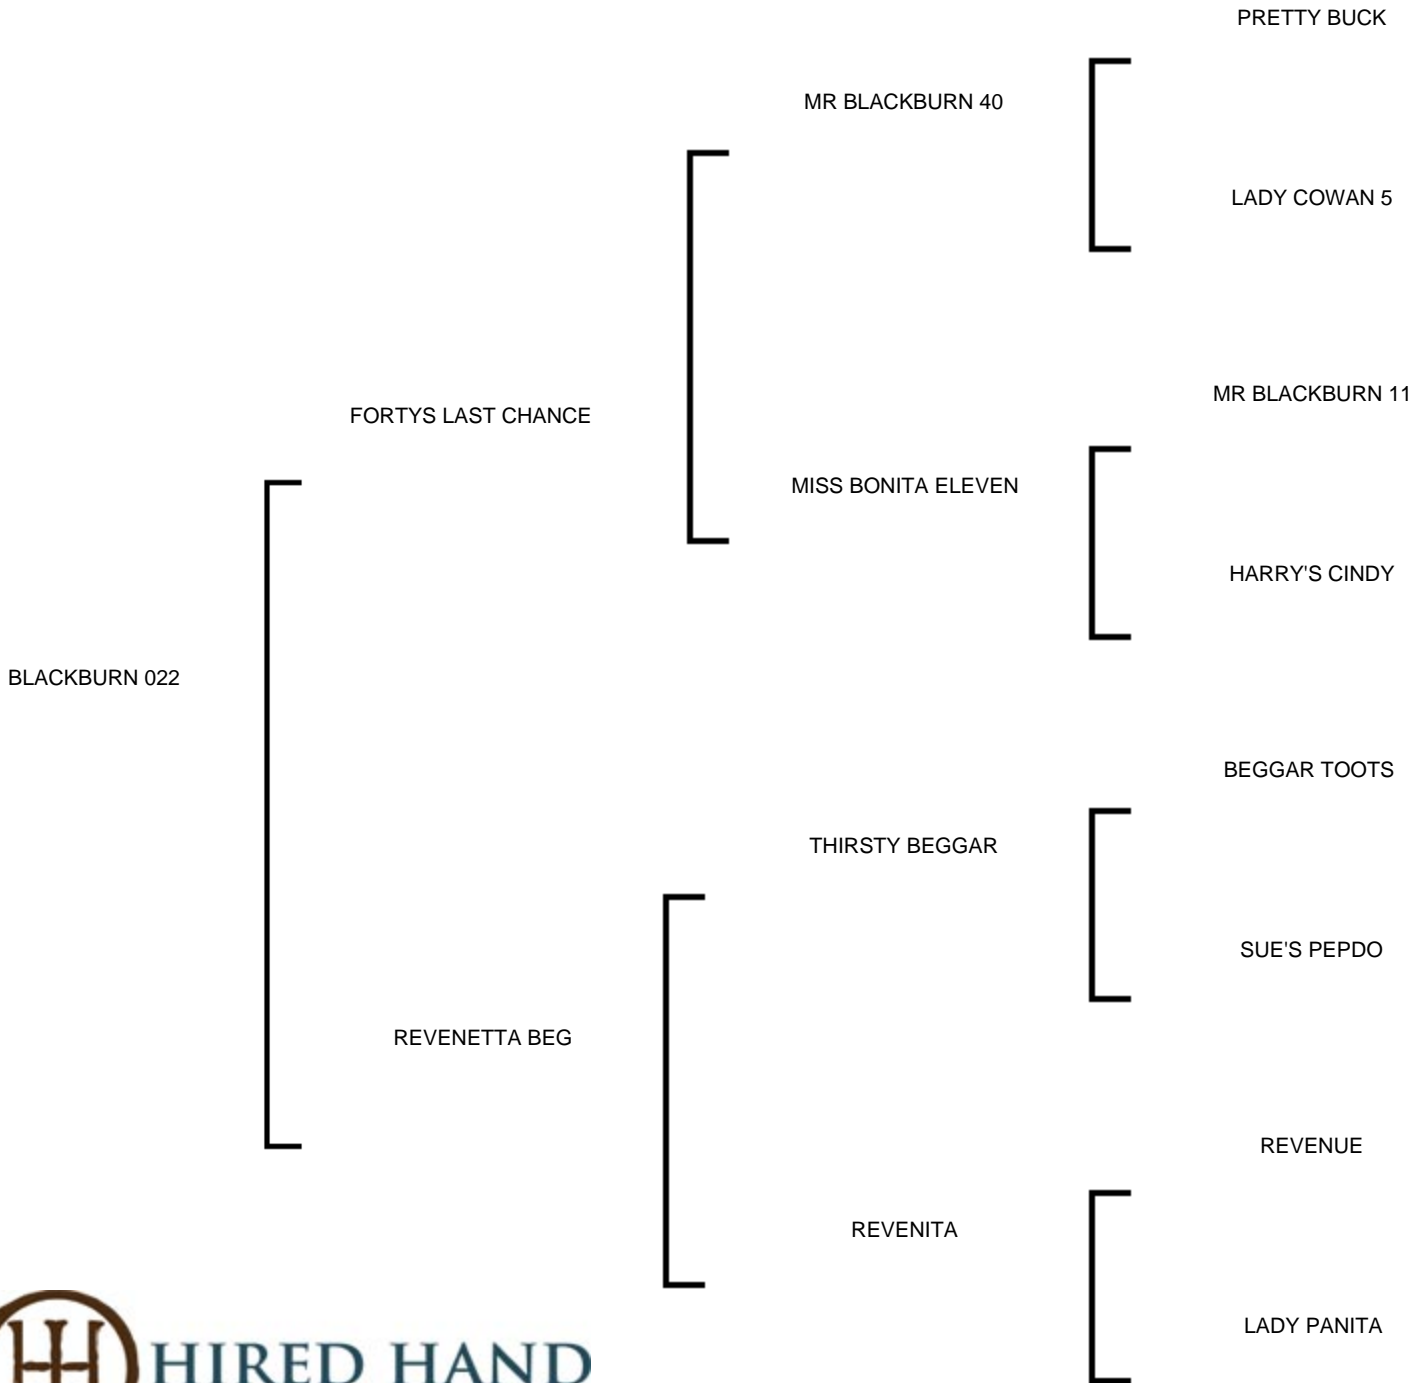 PRETTY BUCK
MR BLACKBURN 40
LADY COWAN 5
MR BLACKBURN 11
FORTYS LAST CHANCE
MISS BONITA ELEVEN
HARRY'S CINDY
BLACKBURN 022
BEGGAR TOOTS
THIRSTY BEGGAR
SUE'S PEPDO
REVENETTA BEG
REVENUE
REVENITA
LADY PANITA
HIRED HAND